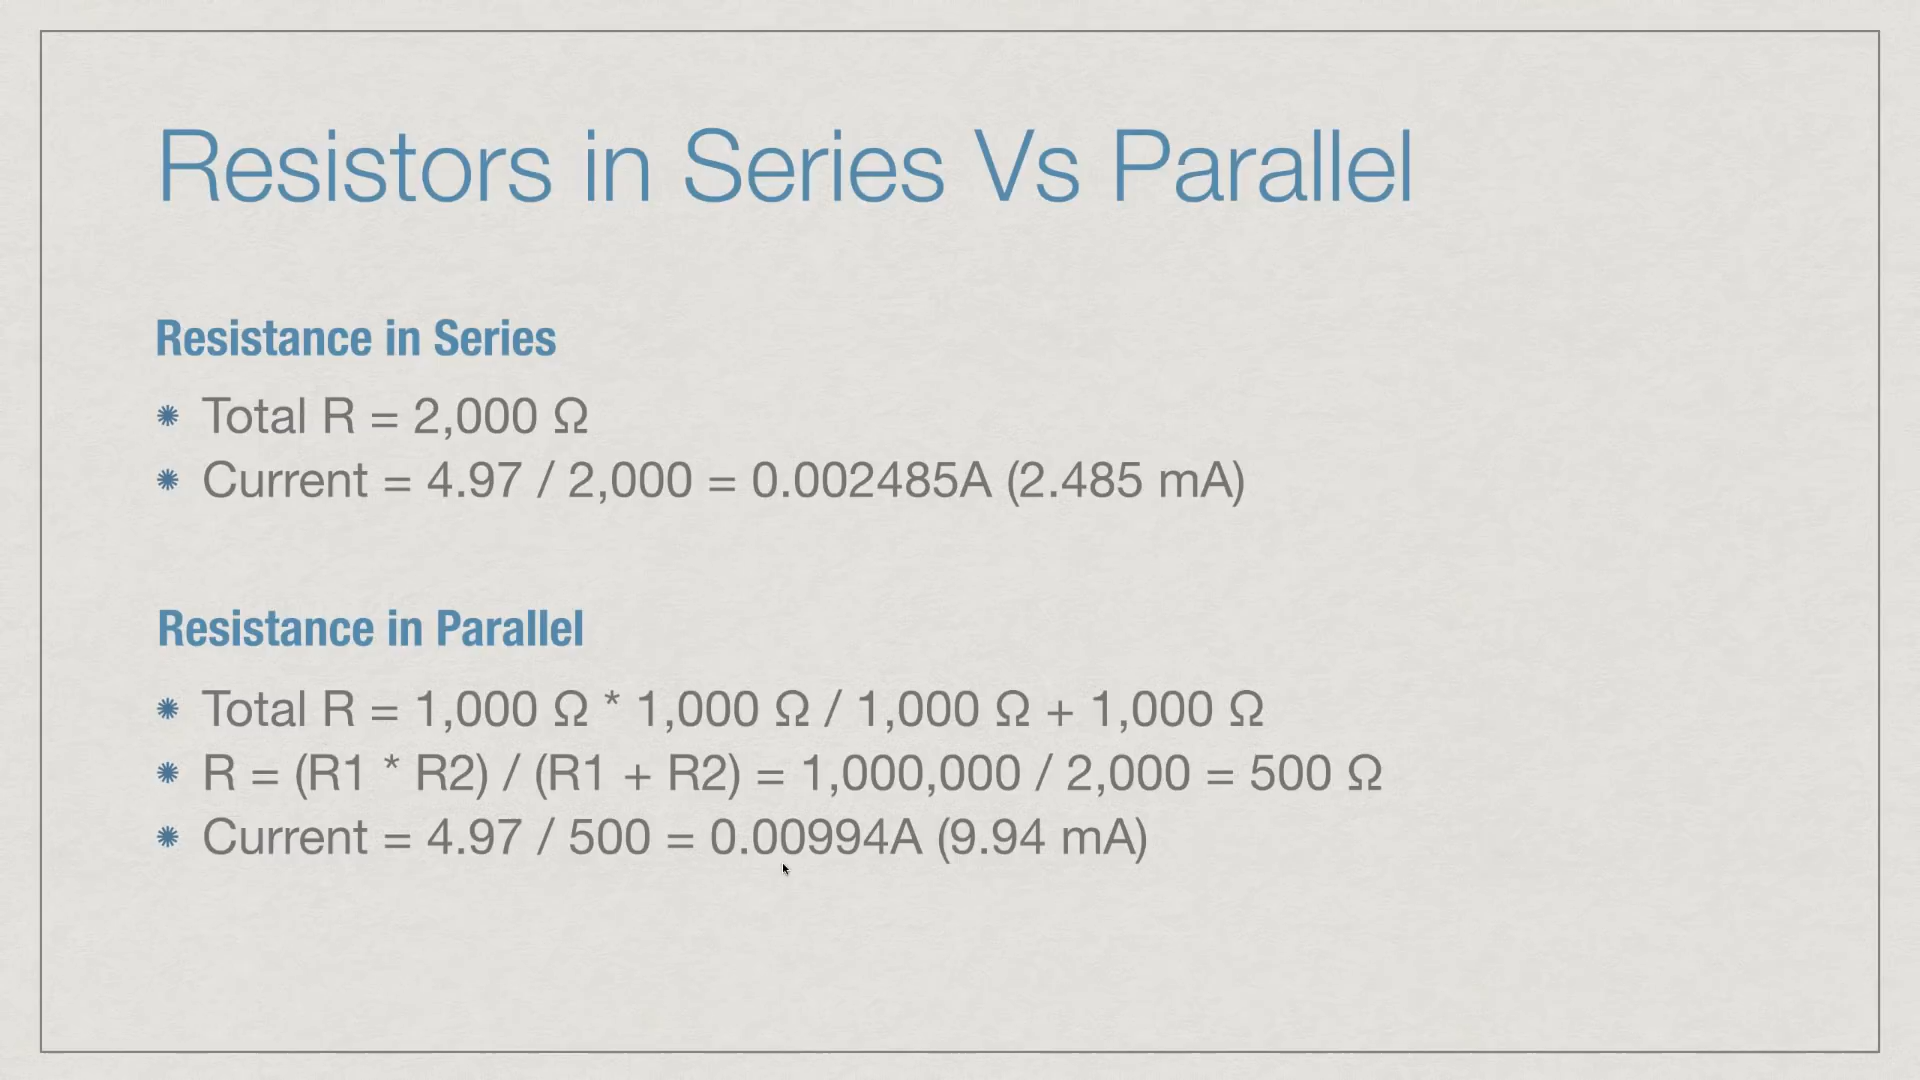 Resistors in Series Vs Parallel
Resistance in Series
✺ Total R = 2,000 Ω
✺ Current = 4.97 / 2,000 = 0.002485A (2.485 mA)
Resistance in Parallel
✺ Total R = 1,000 Ω * 1,000 Ω / 1,000 Ω + 1,000 Ω
✺ R = (R1 * R2) / (R1 + R2) = 1,000,000 / 2,000 = 500 Ω
✺ Current = 4.97 / 500 = 0.00994A (9.94 mA)